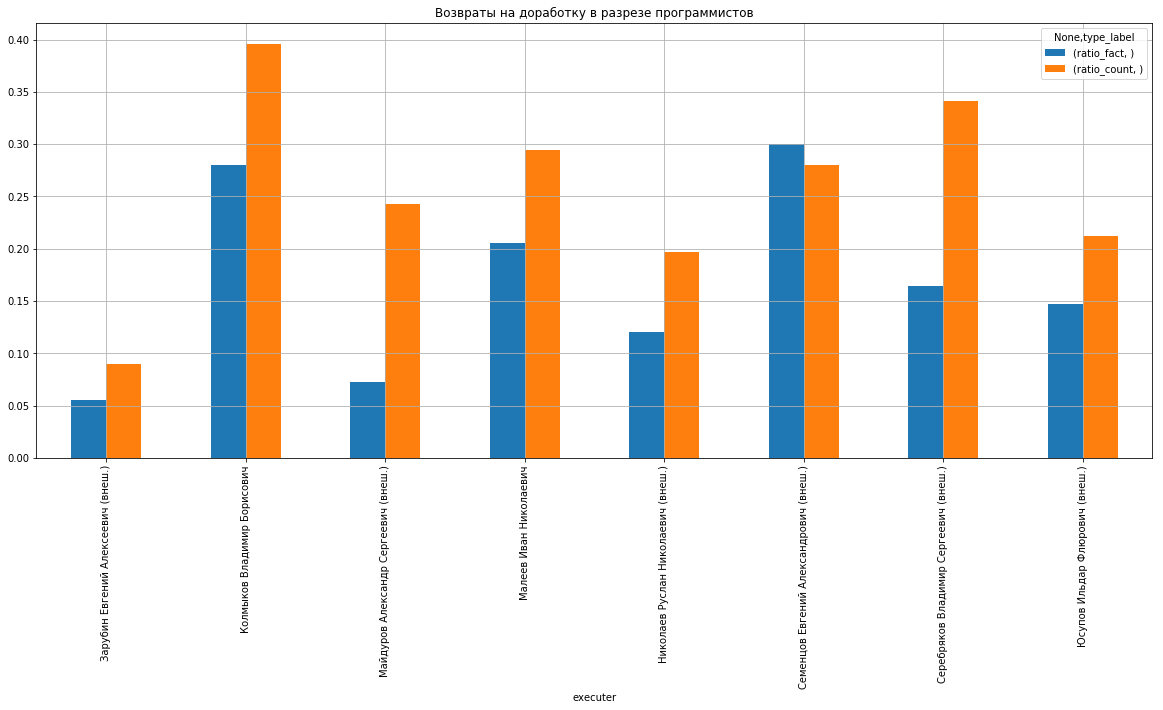 Возвраты на доработку в разрезе программистов
None,type_label
(ratio_fact, )
(ratio_count, )
0.40
0.35
0.30
0.25
0.20
0.15
0.10
0.05
0.00
Зарубин Евгений Алексеевич (внеш.)
Колмыков Владимир Борисович
Майдуров Александр Сергеевич (внеш.)
Малеев Иван Николаевич
Николаев Руслан Николаевич (внеш.)
Семенцов Евгений Александрович (внеш.)
Серебряков Владимир Сергеевич (внеш.)
Юсупов Ильдар Флюрович (внеш.)
executer